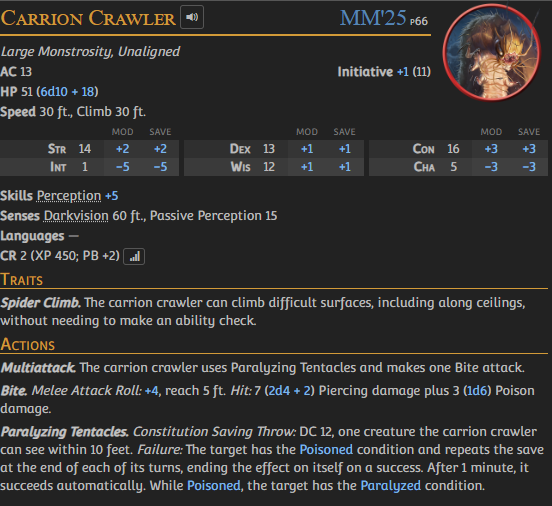 CARRION CRAWLER MM'25 P66
Large Monstrosity, Unaligned
AC 13 Initiative +1 (11)
HP 51 (6d10 + 18)
Speed 30 ft., Climb 30 ft.
MOD SAVE MOD SAVE MOD SAVE
STR 14 +2 +2 DEX 13 +1 +1 CON 16 +3 +3
INT 1 −5 −5 WIS 12 +1 +1 CHA 5 −3 −3
Skills Perception +5
Senses Darkvision 60 ft., Passive Perception 15
Languages —
CR 2 (XP 450; PB +2)
TRAITS
Spider Climb. The carrion crawler can climb difficult surfaces, including along ceilings,
without needing to make an ability check.
ACTIONS
Multiattack. The carrion crawler uses Paralyzing Tentacles and makes one Bite attack.
Bite. Melee Attack Roll: +4, reach 5 ft. Hit: 7 (2d4 + 2) Piercing damage plus 3 (1d6) Poison
damage.
Paralyzing Tentacles. Constitution Saving Throw: DC 12, one creature the carrion crawler
can see within 10 feet. Failure: The target has the Poisoned condition and repeats the save
at the end of each of its turns, ending the effect on itself on a success. After 1 minute, it
succeeds automatically. While Poisoned, the target has the Paralyzed condition.